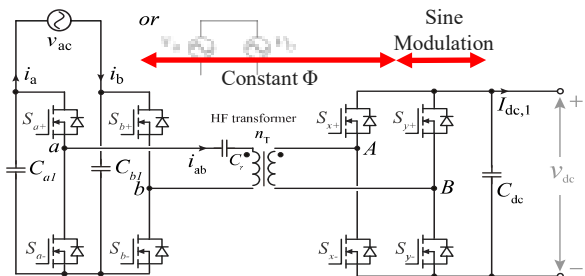 or
Sine
Modulation
v_ac
Constant Φ
i_a
i_b
I_dc,1
+
S_a+
S_b+
HF transformer
n_T
S_x+
S_y+
a
C_r
A
C_a1
C_b1
i_ab
v_dc
C_dc
b
B
S_a-
S_b-
S_x-
S_y-
−